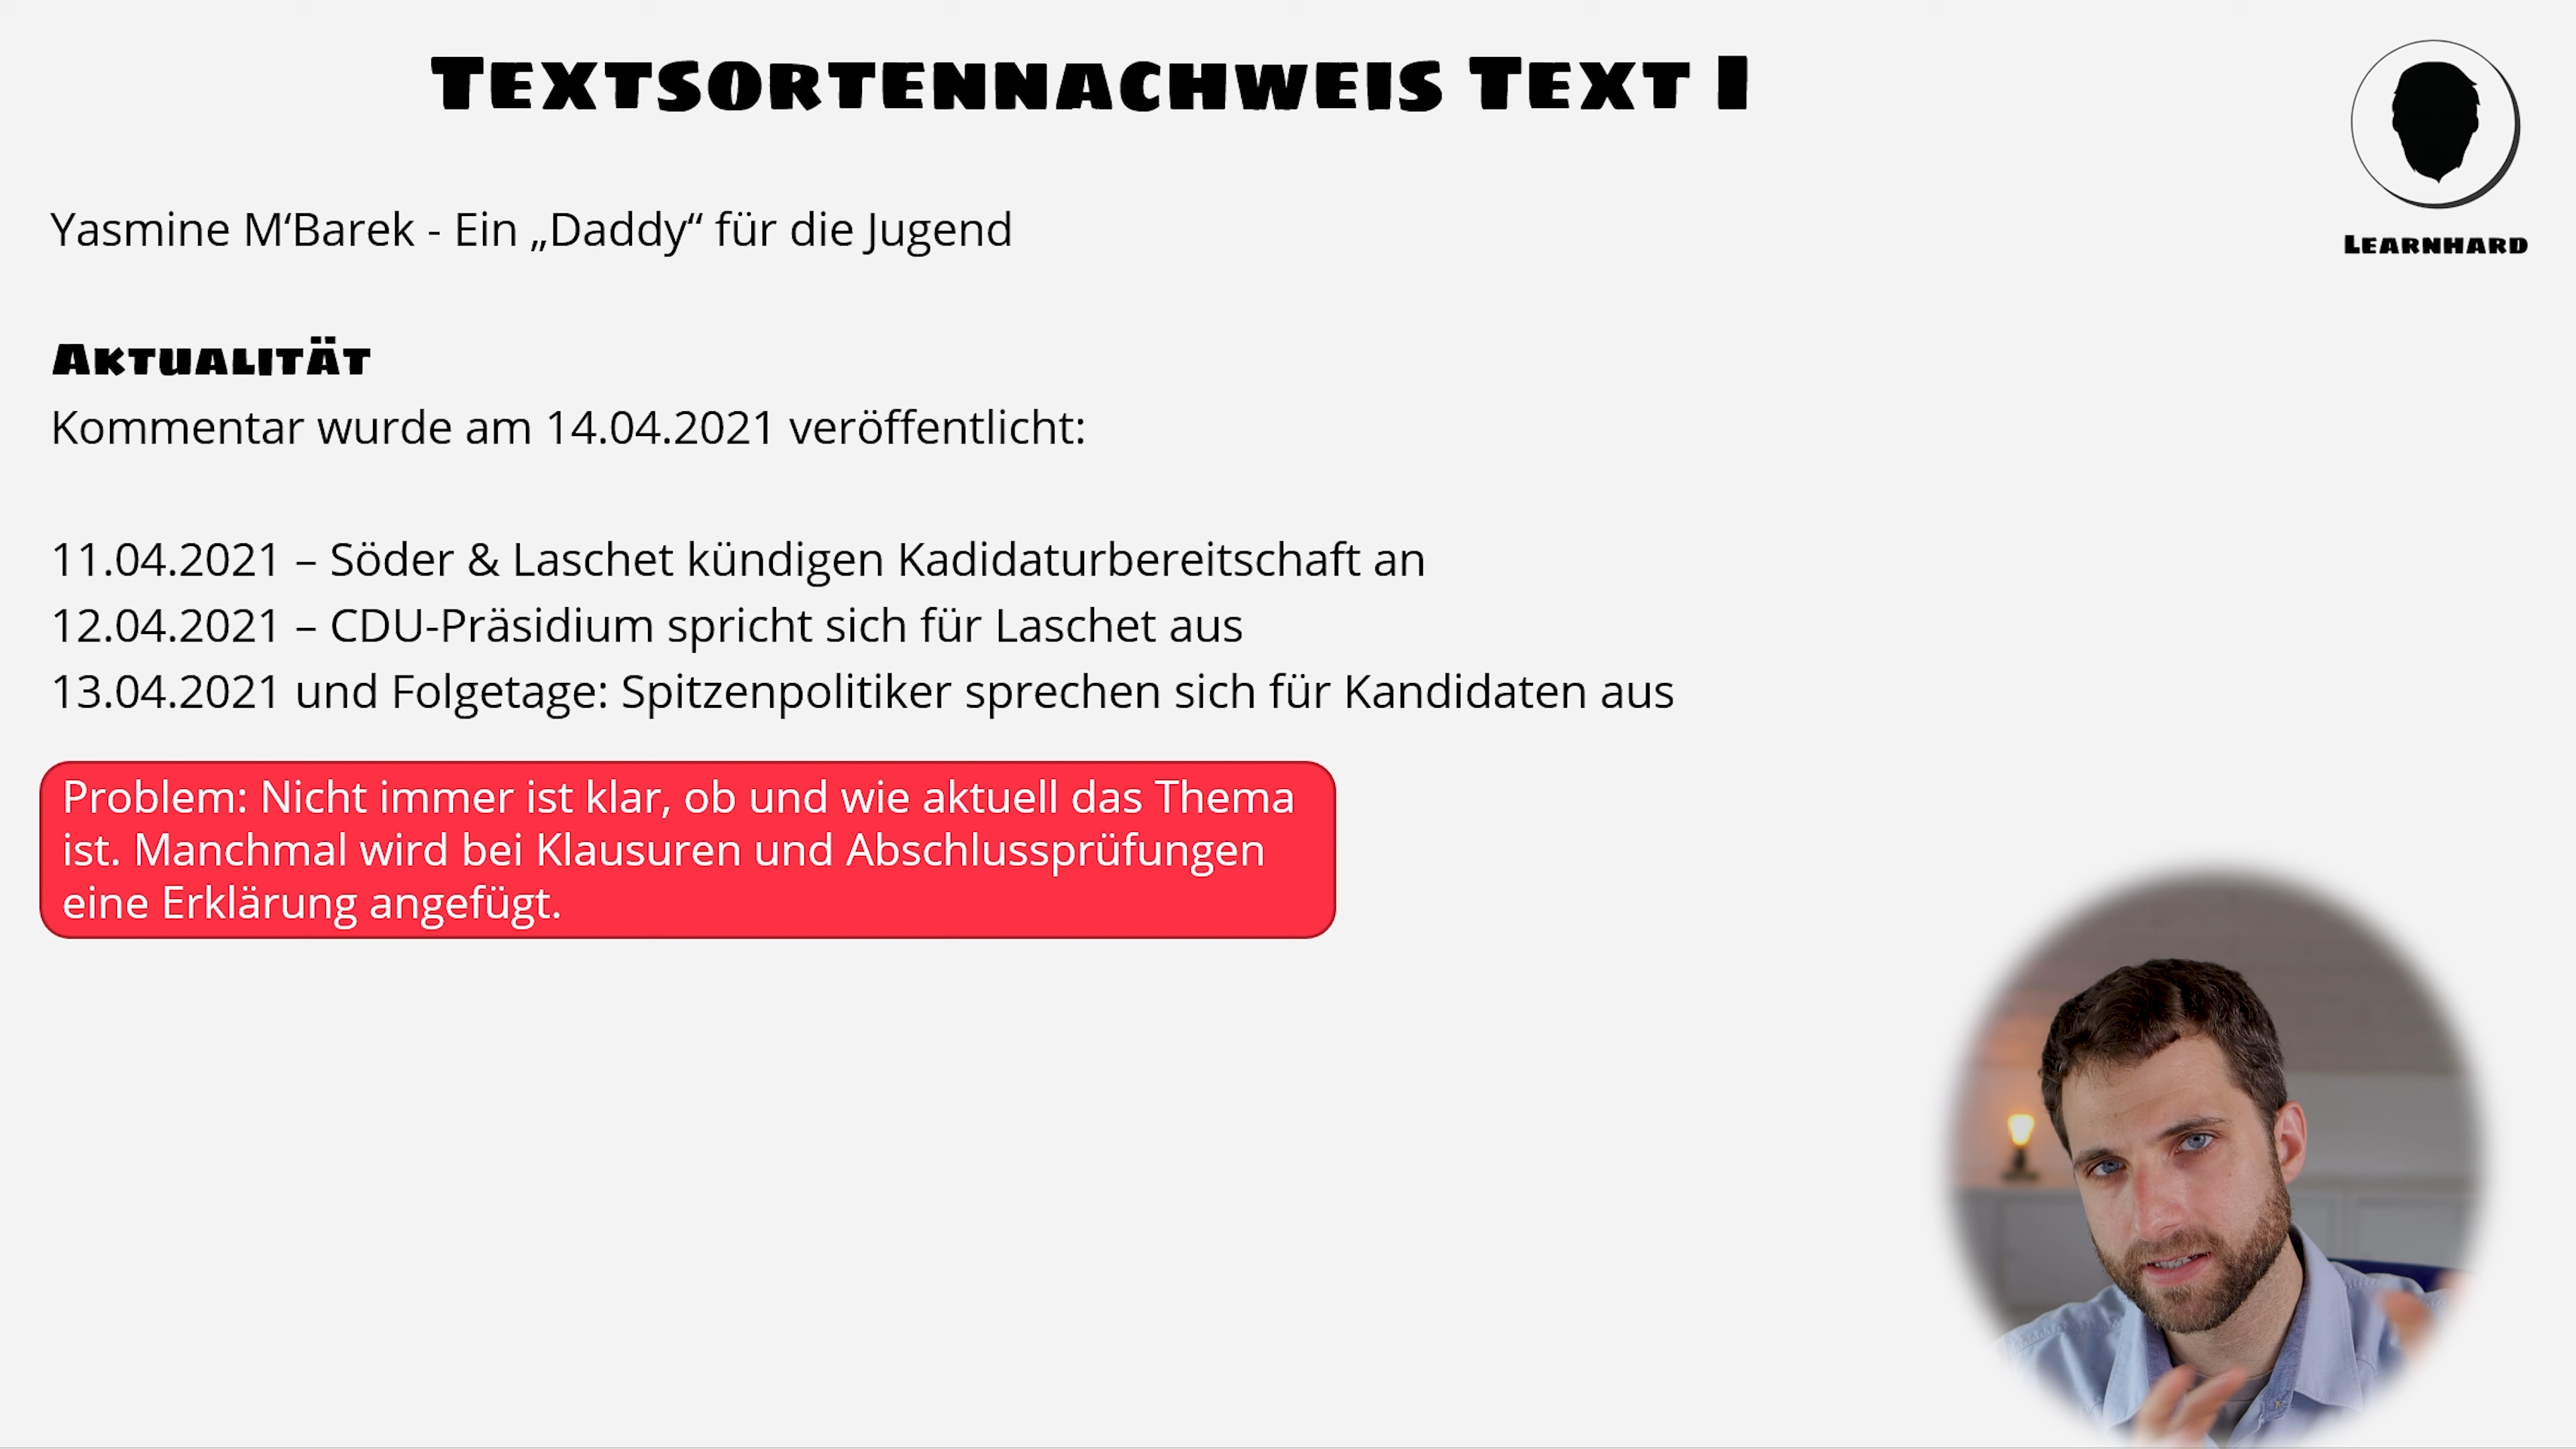 Textsortennachweis Text I
Learnhard
Yasmine M‘Barek - Ein „Daddy“ für die Jugend
Aktualität
Kommentar wurde am 14.04.2021 veröffentlicht:
11.04.2021 – Söder & Laschet kündigen Kadidaturbereitschaft an
12.04.2021 – CDU-Präsidium spricht sich für Laschet aus
13.04.2021 und Folgetage: Spitzenpolitiker sprechen sich für Kandidaten aus
Problem: Nicht immer ist klar, ob und wie aktuell das Thema
ist. Manchmal wird bei Klausuren und Abschlussprüfungen
eine Erklärung angefügt.